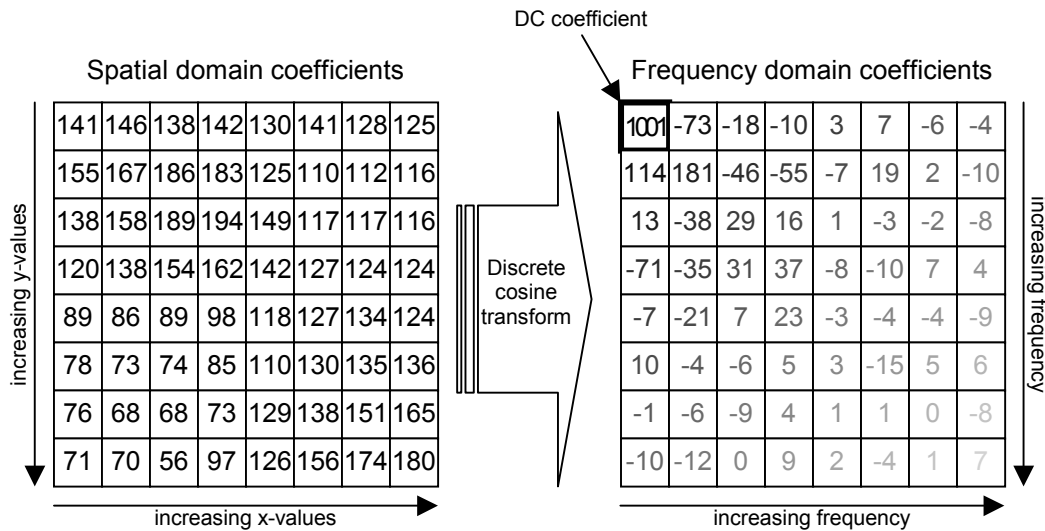 DC coefficient
Spatial domain coefficients
Frequency domain coefficients
141 146 138 142 130 141 128 125
155 167 186 183 125 110 112 116
138 158 189 194 149 117 117 116
120 138 154 162 142 127 124 124
89 86 89 98 118 127 134 124
78 73 74 85 110 130 135 136
76 68 68 73 129 138 151 165
71 70 56 97 126 156 174 180
increasing y-values
increasing x-values
Discrete
cosine
transform
1001 -73 -18 -10 3 7 -6 -4
114 181 -46 -55 -7 19 2 -10
13 -38 29 16 1 -3 -2 -8
-71 -35 31 37 -8 -10 7 4
-7 -21 7 23 -3 -4 -4 -9
10 -4 -6 5 3 -15 5 6
-1 -6 -9 4 1 1 0 -8
-10 -12 0 9 2 -4 1 7
increasing frequency
increasing frequency